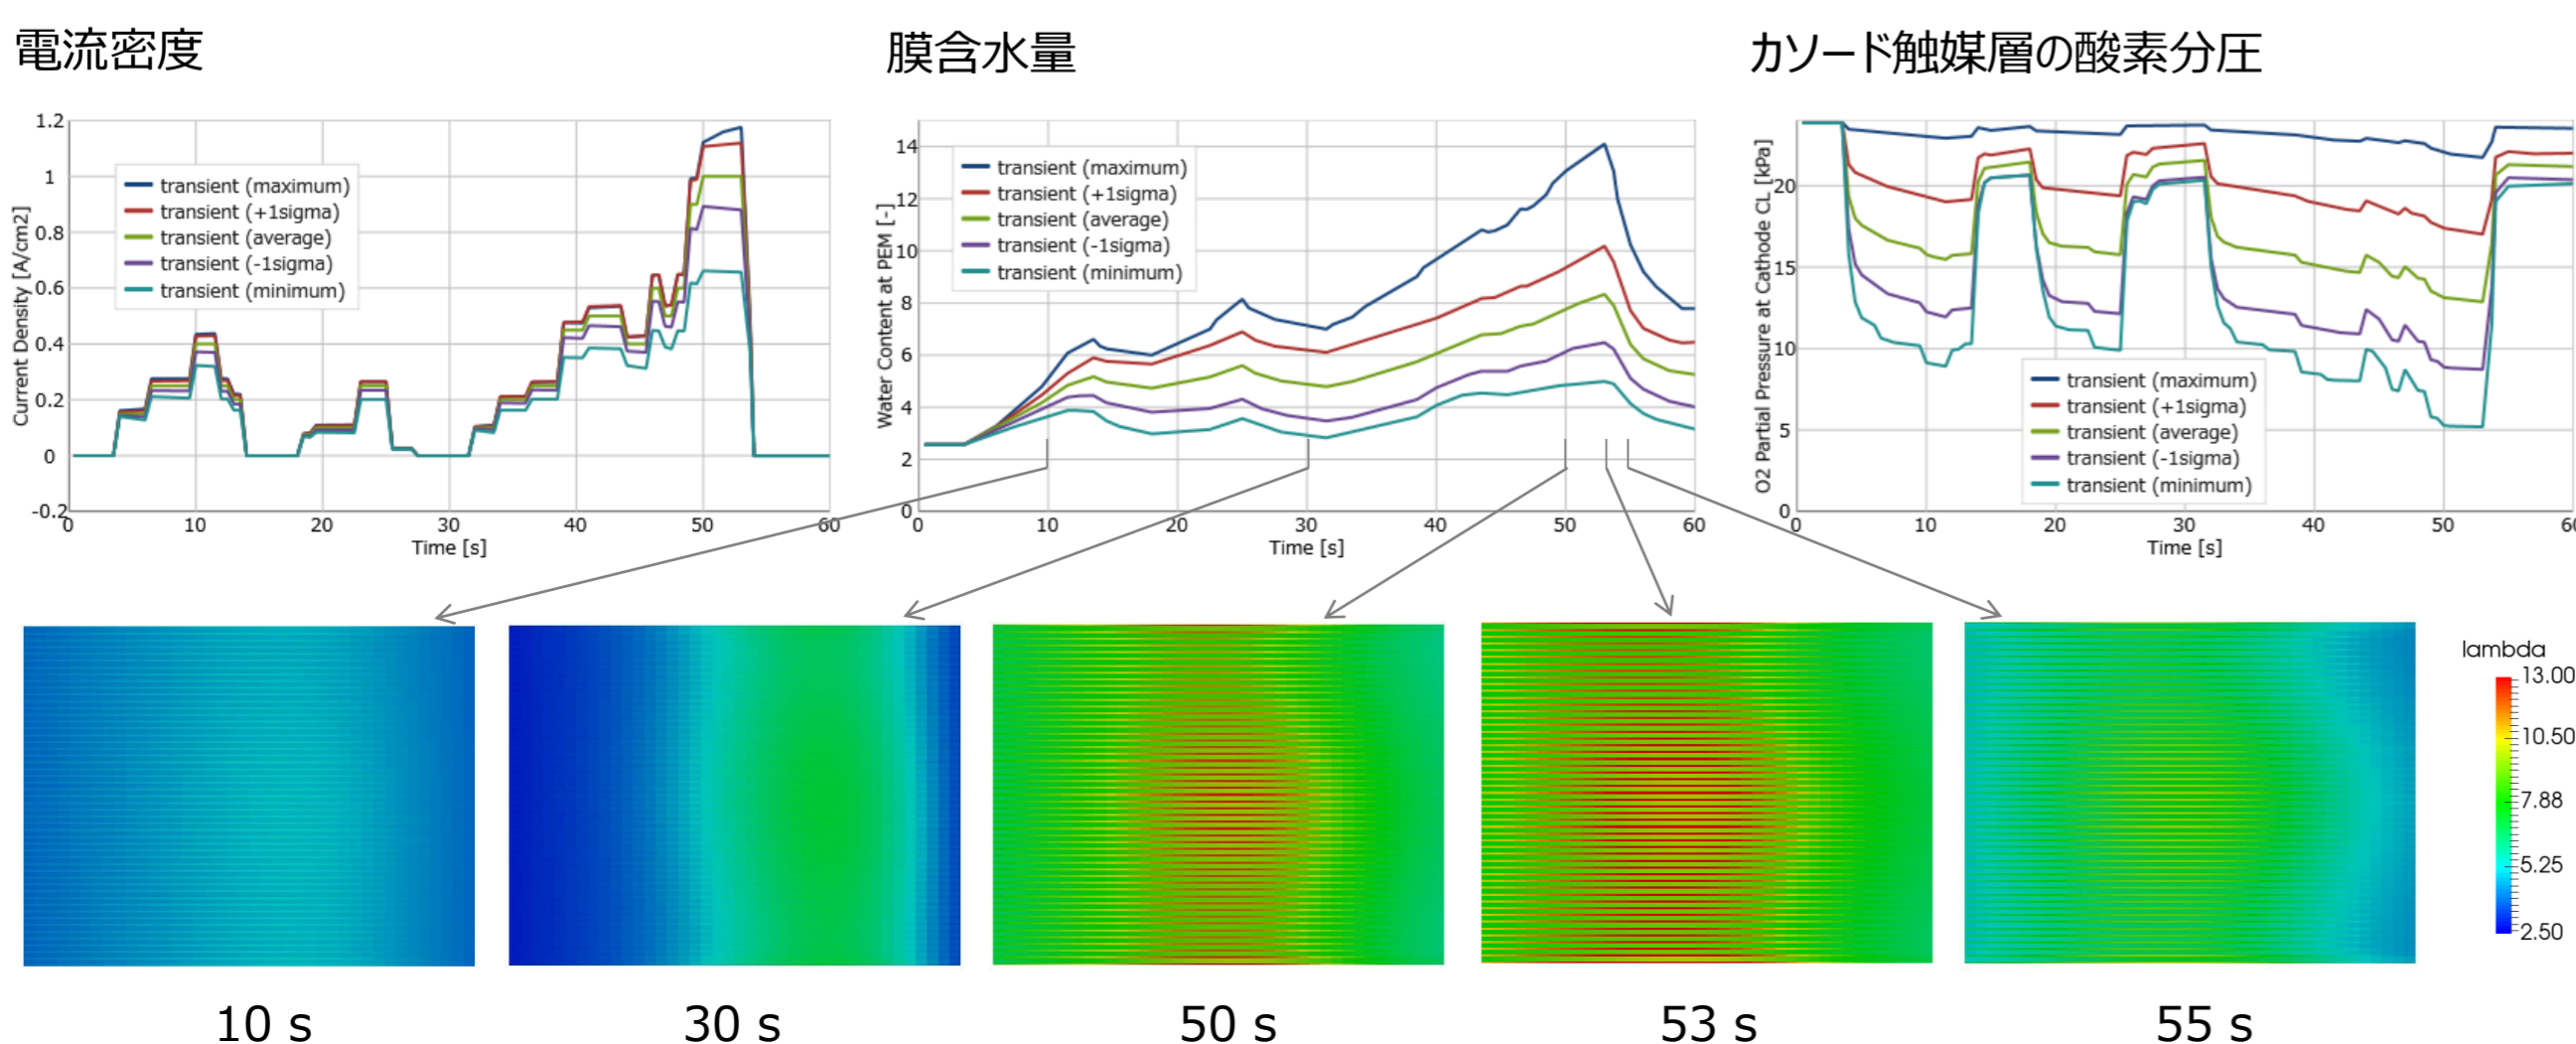 電流密度
膜含水量
カソード触媒層の酸素分圧
Current Density [A/cm2]
1.2
1
0.8
0.6
0.4
0.2
0
-0.2
transient (maximum)
transient (+1sigma)
transient (average)
transient (-1sigma)
transient (minimum)
0 10 20 30 40 50 60
Time [s]
Water Content at PEM [-]
14
12
10
8
6
4
2
0
transient (maximum)
transient (+1sigma)
transient (average)
transient (-1sigma)
transient (minimum)
0 10 20 30 40 50 60
Time [s]
O2 Partial Pressure at Cathode CL [kPa]
20
15
10
5
0
transient (maximum)
transient (+1sigma)
transient (average)
transient (-1sigma)
transient (minimum)
0 10 20 30 40 50 60
Time [s]
lambda
13.00
10.50
7.88
5.25
2.50
10 s
30 s
50 s
53 s
55 s